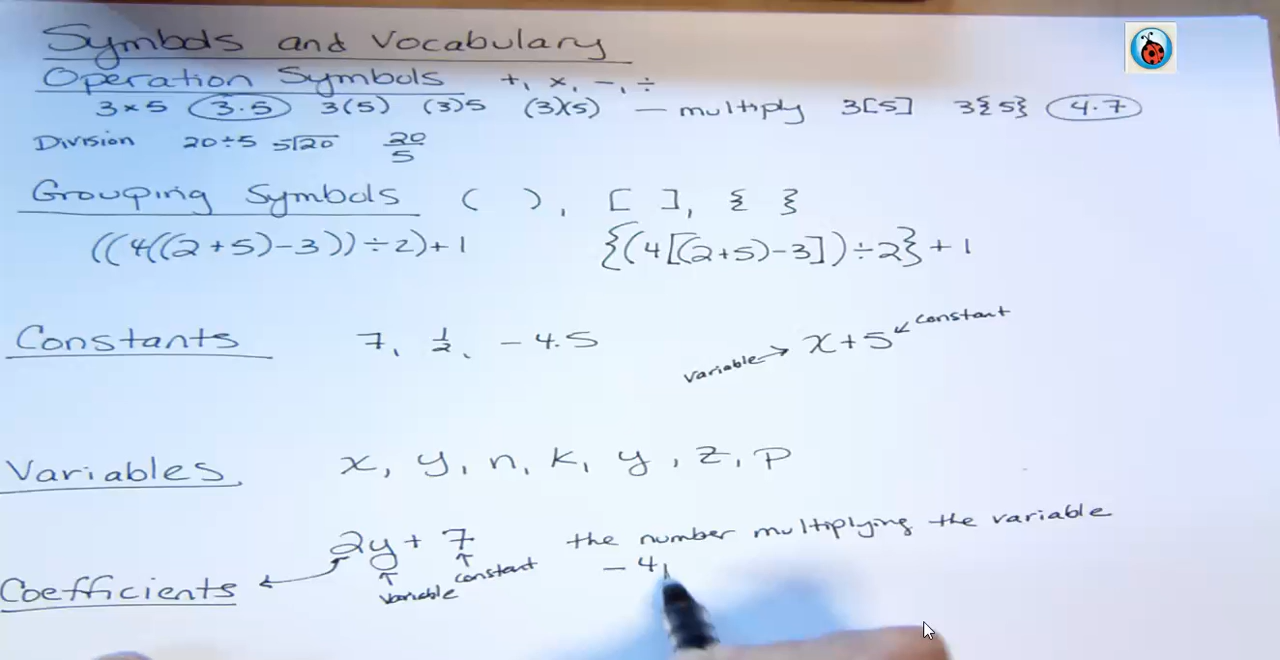 Symbols and Vocabulary
Operation Symbols +, ×, −, ÷
3×5 3·5 3(5) (3)5 (3)(5) — multiply 3[5] 3{5} 4·7
Division 20÷5 5√20 20/5
Grouping Symbols ( ), [ ], { }
((4((2+5)−3))÷2)+1 {(4[(2+5)−3])÷2}+1
Constants 7, 1/2, −4.5 variable → x+5 ← constant
Variables x, y, n, k, y, z, p
2y + 7 the number multiplying the variable
Coefficients ← ↑ variable ↑ constant −4